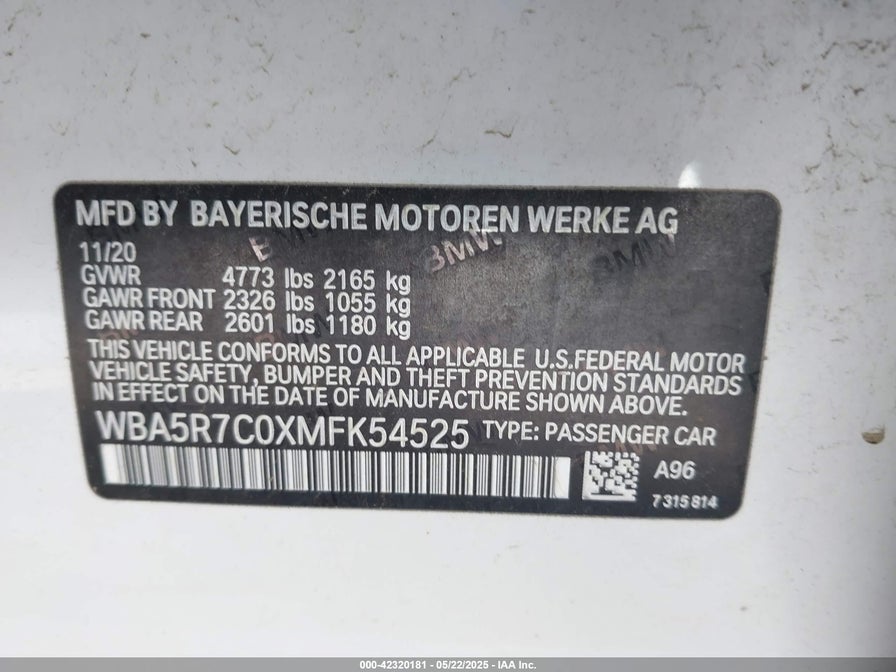 MFD BY BAYERISCHE MOTOREN WERKE AG
11/20
GVWR 4773 lbs 2165 kg
GAWR FRONT 2326 lbs 1055 kg
GAWR REAR 2601 lbs 1180 kg
THIS VEHICLE CONFORMS TO ALL APPLICABLE U.S.FEDERAL MOTOR
VEHICLE SAFETY, BUMPER AND THEFT PREVENTION STANDARDS
IN EFFECT ON THE DATE OF MANUFACTURE SHOWN ABOVE.
WBA5R7C0XMFK54525 TYPE: PASSENGER CAR
A96
7315814
000-42320181 - 05/22/2025 - IAA Inc.